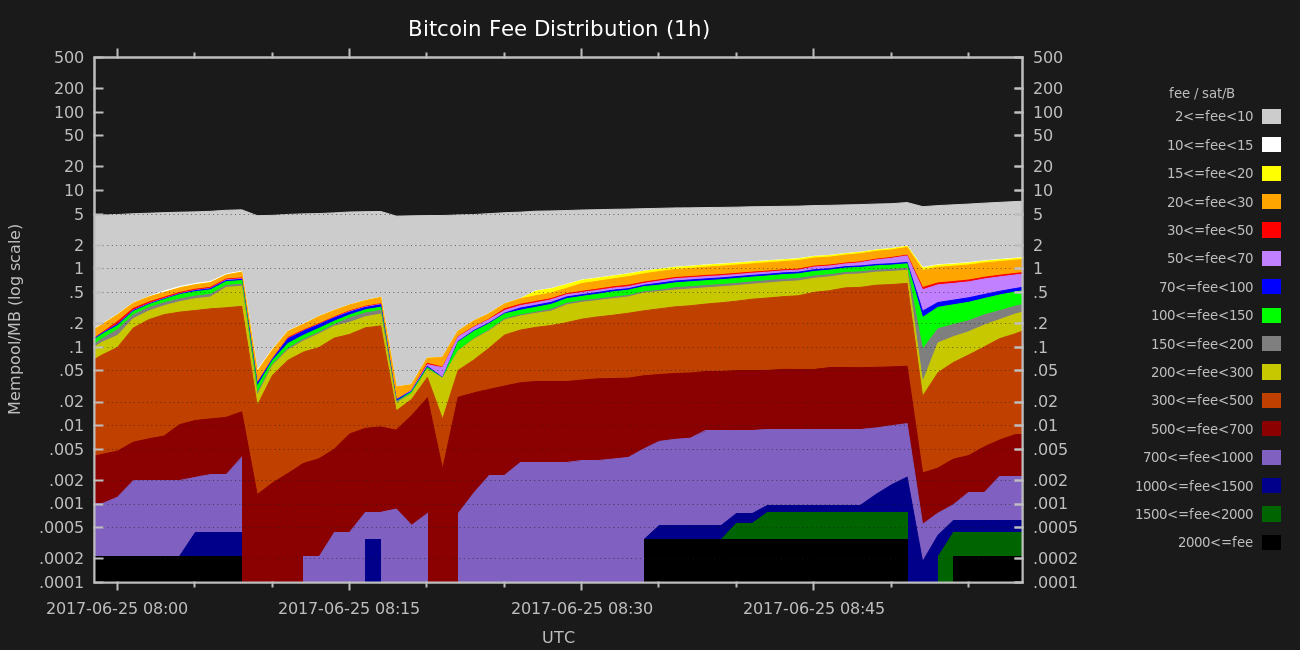 Bitcoin Fee Distribution (1h)
500 500
200 200
100 100
50 50
20 20
10 10
5 5
2 2
1 1
.5 .5
.2 .2
.1 .1
.05 .05
.02 .02
.01 .01
.005 .005
.002 .002
.001 .001
.0005 .0005
.0002 .0002
.0001 .0001
Mempool/MB (log scale)
2017-06-25 08:00 2017-06-25 08:15 2017-06-25 08:30 2017-06-25 08:45
UTC
fee / sat/B
2<=fee<10
10<=fee<15
15<=fee<20
20<=fee<30
30<=fee<50
50<=fee<70
70<=fee<100
100<=fee<150
150<=fee<200
200<=fee<300
300<=fee<500
500<=fee<700
700<=fee<1000
1000<=fee<1500
1500<=fee<2000
2000<=fee